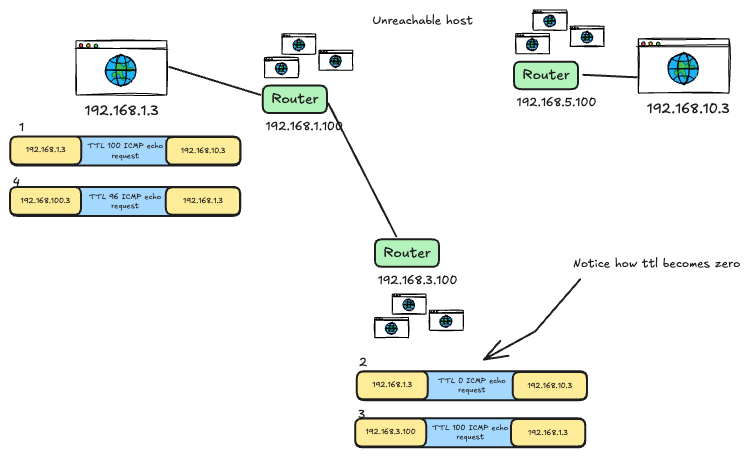 Unreachable host
192.168.1.3
Router
192.168.1.100
Router
192.168.5.100
192.168.10.3
1
192.168.1.3
TTL 100 ICMP echo
request
192.168.10.3
4
192.168.100.3
TTL 96 ICMP echo
request
192.168.1.3
Router
192.168.3.100
Notice how ttl becomes zero
2
192.168.1.3
TTL 0 ICMP echo
request
192.168.10.3
3
192.168.3.100
TTL 100 ICMP echo
request
192.168.1.3